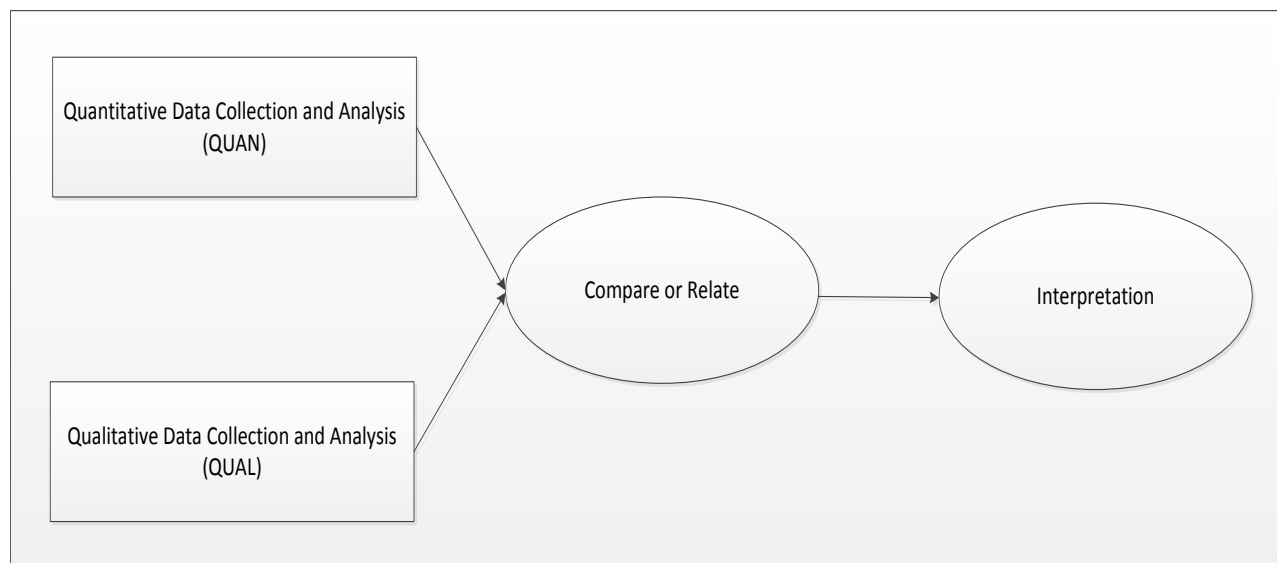 Quantitative Data Collection and Analysis
(QUAN)
Compare or Relate
Interpretation
Qualitative Data Collection and Analysis
(QUAL)